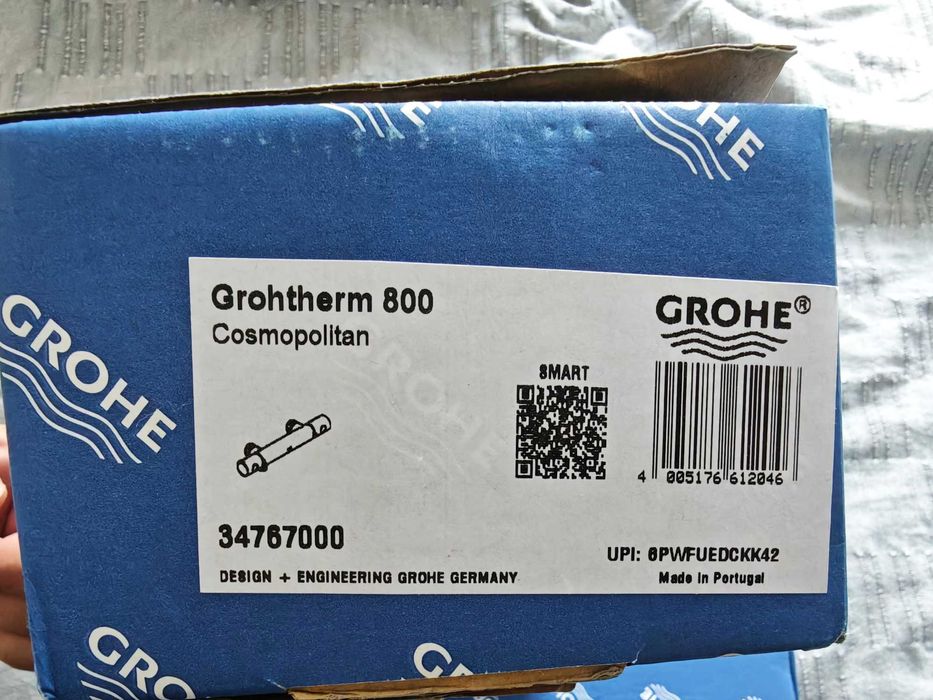 GROHE
GROHE
Grohtherm 800
Cosmopolitan
GROHE®
SMART
GROHE
4 005176 612046
34767000
UPI: 6PWFUEDCKK42
DESIGN + ENGINEERING GROHE GERMANY
Made in Portugal
GROHE
GROHE